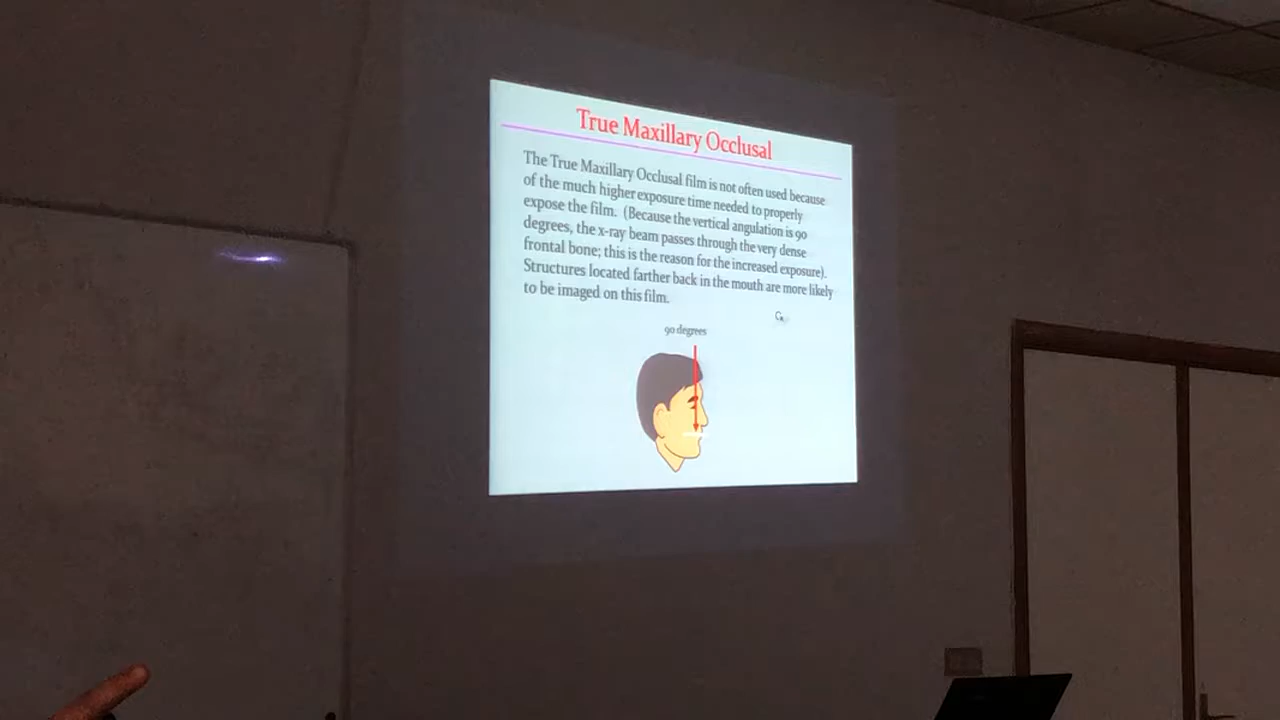 True Maxillary Occlusal
The True Maxillary Occlusal film is not often used because
of the much higher exposure time needed to properly
expose the film. (Because the vertical angulation is 90
degrees, the x-ray beam passes through the very dense
frontal bone; this is the reason for the increased exposure).
Structures located farther back in the mouth are more likely
to be imaged on this film.
90 degrees